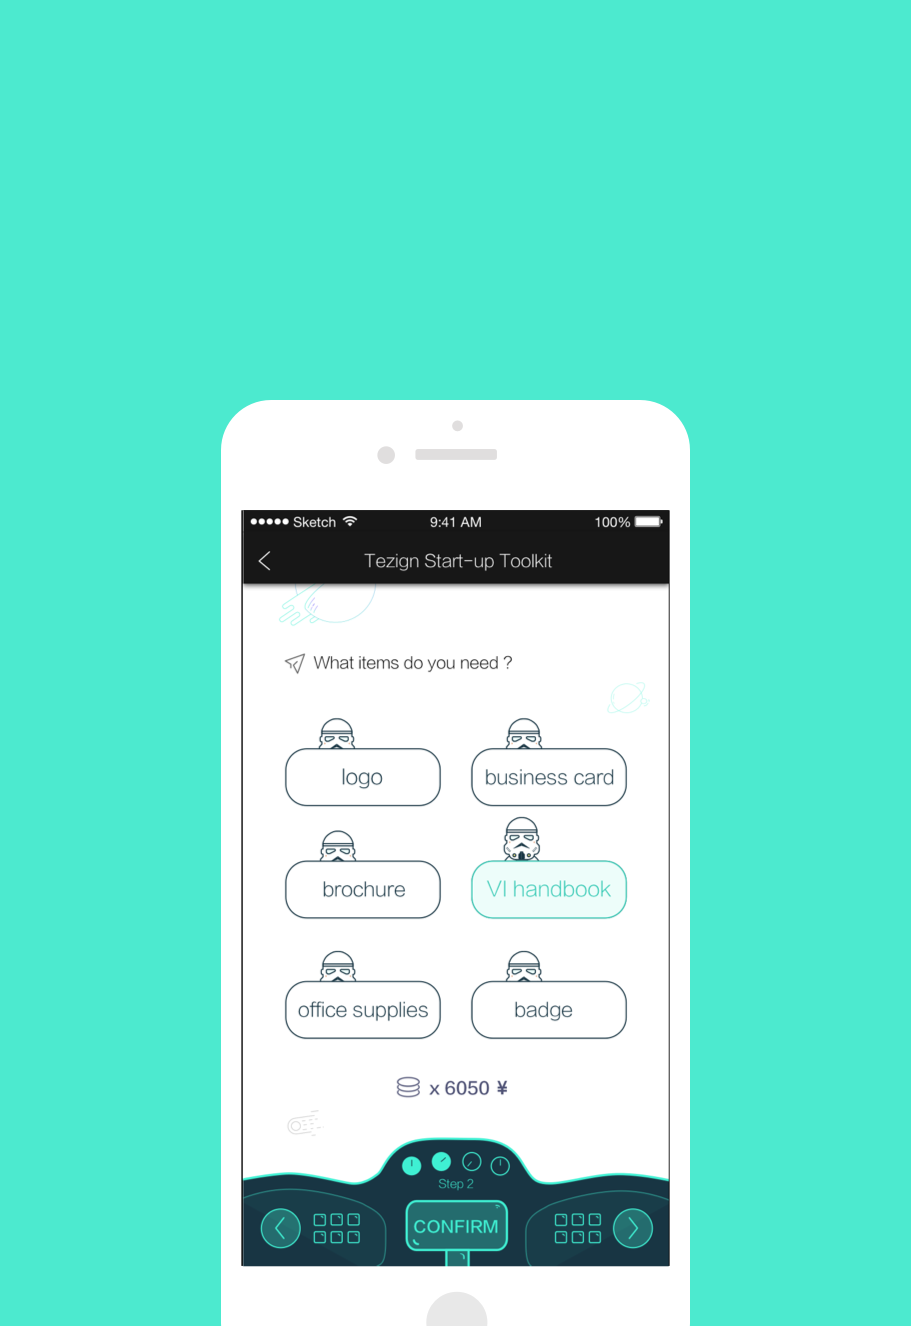 Sketch 9:41 AM 100%
Tezign Start-up Toolkit
What items do you need ?
logo business card
brochure VI handbook
office supplies badge
x 6050 ¥
Step 2
CONFIRM